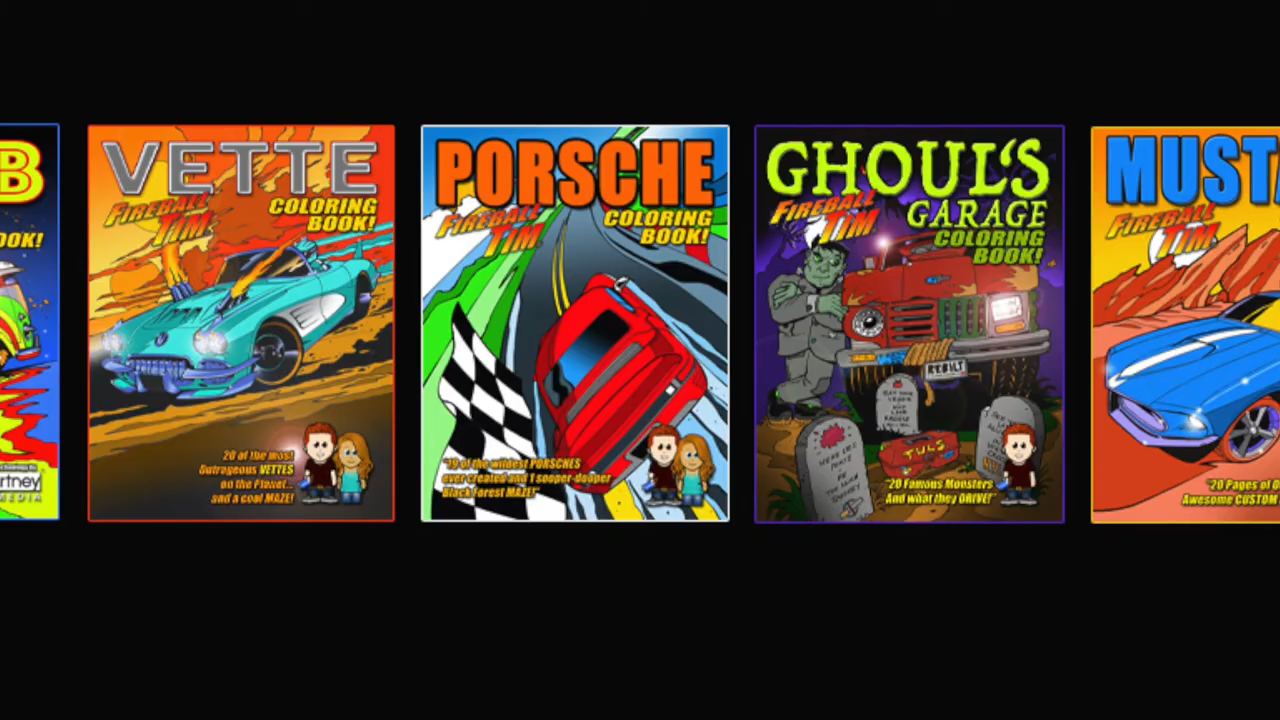 B
OOK!
rtney
MEDIA
VETTE
FIREBALL
TIM
COLORING
BOOK!
20 of the most
Outrageous VETTES
on the Planet...
and a cool MAZE!
PORSCHE
FIREBALL
TIM
COLORING
BOOK!
"19 of the wildest PORSCHES
ever created and 1 sooper-dooper
Black Forest MAZE!"
GHOUL'S
GARAGE
FIREBALL
TIM
COLORING
BOOK!
TULS
"20 Famous Monsters
And what they DRIVE!"
MUSTA
FIREBALL
TIM
"20 Pages of O
Awesome CUSTOM